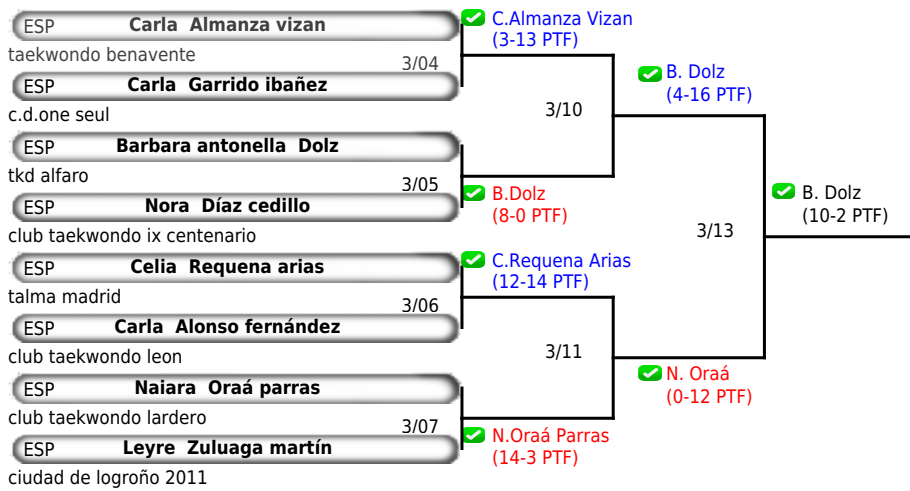 ESP Carla Almanza vizan
taekwondo benavente
3/04
ESP Carla Garrido ibañez
c.d.one seul
ESP Barbara antonella Dolz
tkd alfaro
3/05
ESP Nora Díaz cedillo
club taekwondo ix centenario
ESP Celia Requena arias
talma madrid
3/06
ESP Carla Alonso fernández
club taekwondo leon
ESP Naiara Oraá parras
club taekwondo lardero
3/07
ESP Leyre Zuluaga martín
ciudad de logroño 2011
C.Almanza Vizan
(3-13 PTF)
3/10
B.Dolz
(8-0 PTF)
C.Requena Arias
(12-14 PTF)
3/11
N.Oraá Parras
(14-3 PTF)
B. Dolz
(4-16 PTF)
3/13
N. Oraá
(0-12 PTF)
B. Dolz
(10-2 PTF)